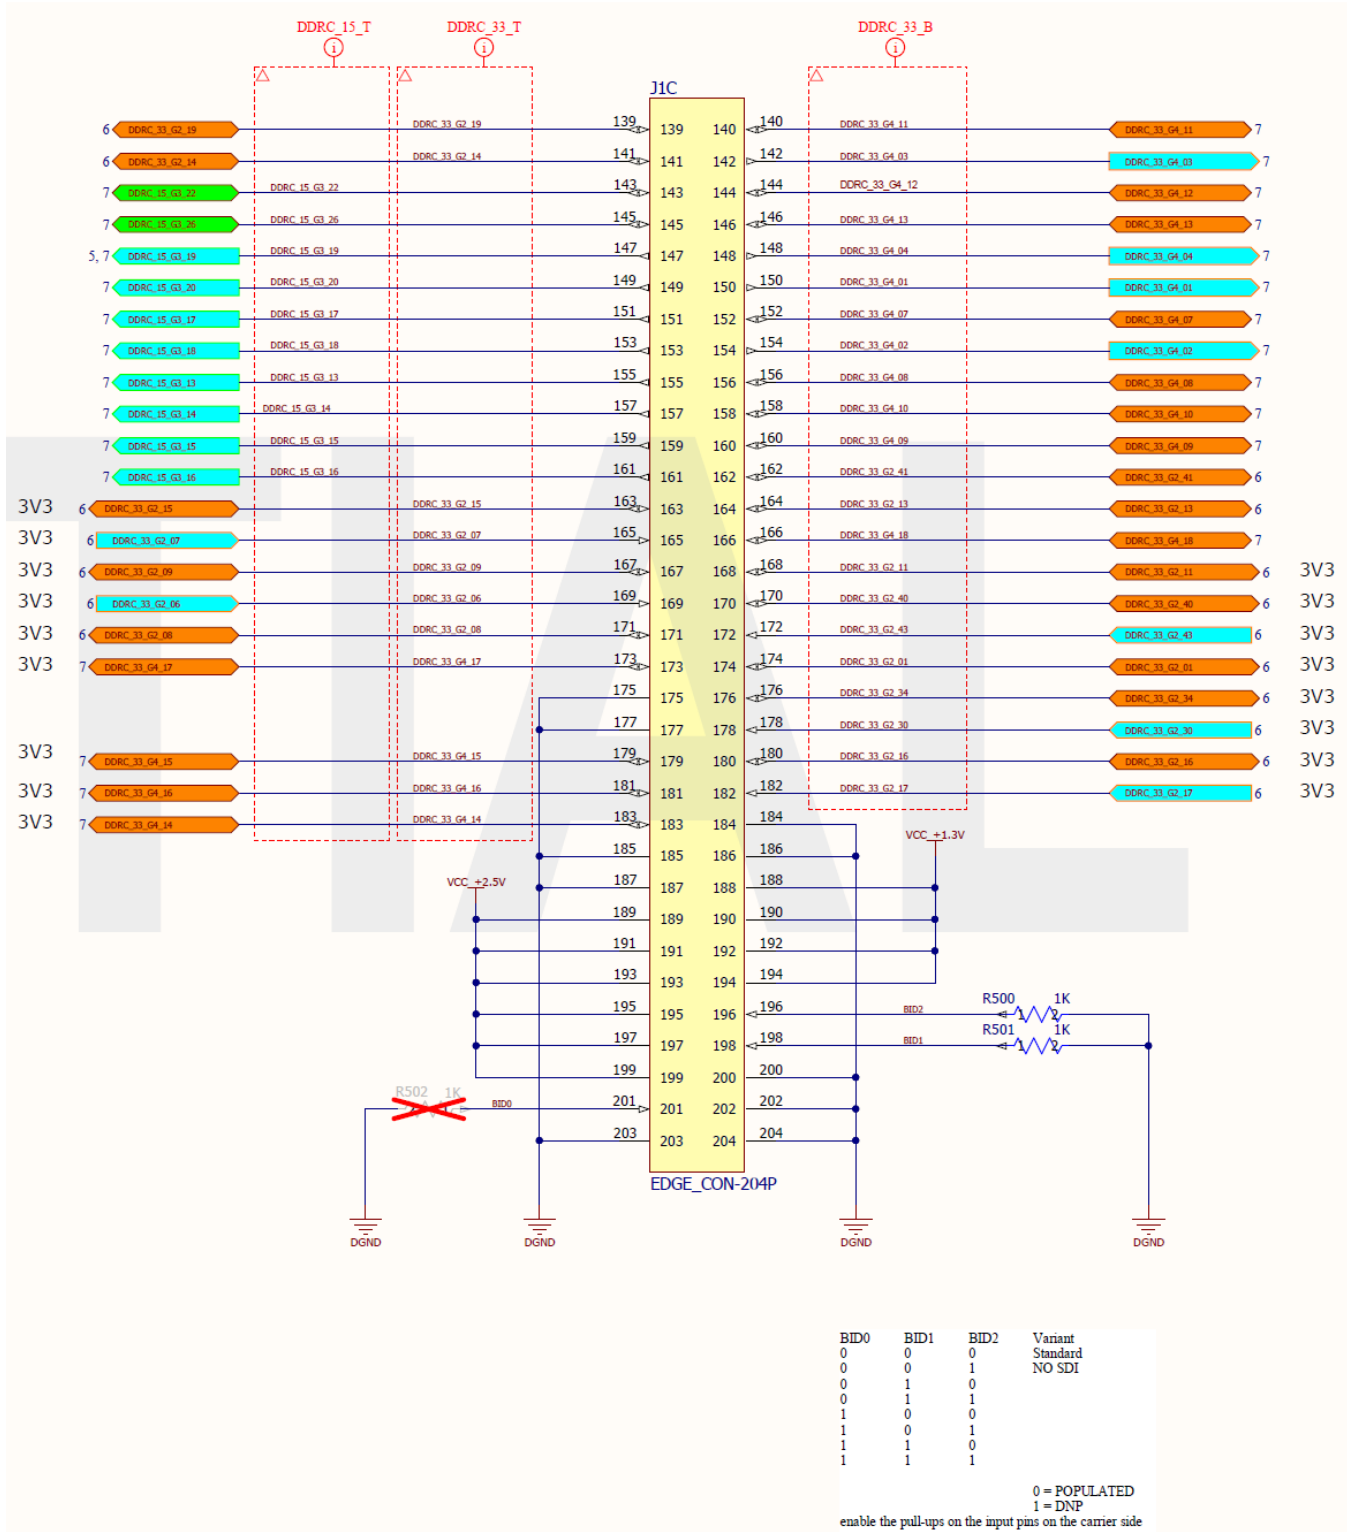 DDRC_15_T DDRC_33_T DDRC_33_B
i i i
J1C
6 DDRC_33_G2_19 DDRC_33_G2_19 139 139 140 140 DDRC_33_G4_11 DDRC_33_G4_11 7
6 DDRC_33_G2_14 DDRC_33_G2_14 141 141 142 142 DDRC_33_G4_03 DDRC_33_G4_03 7
7 DDRC_15_G3_22 DDRC_15_G3_22 143 143 144 144 DDRC_33_G4_12 DDRC_33_G4_12 7
7 DDRC_15_G3_26 DDRC_15_G3_26 145 145 146 146 DDRC_33_G4_13 DDRC_33_G4_13 7
5, 7 DDRC_15_G3_19 DDRC_15_G3_19 147 147 148 148 DDRC_33_G4_04 DDRC_33_G4_04 7
7 DDRC_15_G3_20 DDRC_15_G3_20 149 149 150 150 DDRC_33_G4_01 DDRC_33_G4_01 7
7 DDRC_15_G3_17 DDRC_15_G3_17 151 151 152 152 DDRC_33_G4_07 DDRC_33_G4_07 7
7 DDRC_15_G3_18 DDRC_15_G3_18 153 153 154 154 DDRC_33_G4_02 DDRC_33_G4_02 7
7 DDRC_15_G3_13 DDRC_15_G3_13 155 155 156 156 DDRC_33_G4_08 DDRC_33_G4_08 7
7 DDRC_15_G3_14 DDRC_15_G3_14 157 157 158 158 DDRC_33_G4_10 DDRC_33_G4_10 7
7 DDRC_15_G3_15 DDRC_15_G3_15 159 159 160 160 DDRC_33_G4_09 DDRC_33_G4_09 7
7 DDRC_15_G3_16 DDRC_15_G3_16 161 161 162 162 DDRC_33_G2_41 DDRC_33_G2_41 6
3V3 6 DDRC_33_G2_15 DDRC_33_G2_15 163 163 164 164 DDRC_33_G2_13 DDRC_33_G2_13 6
3V3 6 DDRC_33_G2_07 DDRC_33_G2_07 165 165 166 166 DDRC_33_G4_18 DDRC_33_G4_18 7
3V3 6 DDRC_33_G2_09 DDRC_33_G2_09 167 167 168 168 DDRC_33_G2_11 DDRC_33_G2_11 6 3V3
3V3 6 DDRC_33_G2_06 DDRC_33_G2_06 169 169 170 170 DDRC_33_G2_40 DDRC_33_G2_40 6 3V3
3V3 6 DDRC_33_G2_08 DDRC_33_G2_08 171 171 172 172 DDRC_33_G2_43 DDRC_33_G2_43 6 3V3
3V3 7 DDRC_33_G4_17 DDRC_33_G4_17 173 173 174 174 DDRC_33_G2_01 DDRC_33_G2_01 6 3V3
175 175 176 176 DDRC_33_G2_34 DDRC_33_G2_34 6 3V3
177 177 178 178 DDRC_33_G2_30 DDRC_33_G2_30 6 3V3
3V3 7 DDRC_33_G4_15 DDRC_33_G4_15 179 179 180 180 DDRC_33_G2_16 DDRC_33_G2_16 6 3V3
3V3 7 DDRC_33_G4_16 DDRC_33_G4_16 181 181 182 182 DDRC_33_G2_17 DDRC_33_G2_17 6 3V3
3V3 7 DDRC_33_G4_14 DDRC_33_G4_14 183 183 184 184
VCC_+1.3V
185 185 186 186
VCC_+2.5V 187 187 188 188
189 189 190 190
191 191 192 192
193 193 194 194
195 195 196 196 BID2 R500 1K 1 2
197 197 198 198 BID1 R501 1K 1 2
199 199 200 200
R502 1K BID0 201 201 202 202
203 203 204 204
EDGE_CON-204P
DGND DGND DGND DGND
TIAL
BID0 BID1 BID2 Variant
0 0 0 Standard
0 0 1 NO SDI
0 1 0
0 1 1
1 0 0
1 0 1
1 1 0
1 1 1
0 = POPULATED
1 = DNP
enable the pull-ups on the input pins on the carrier side